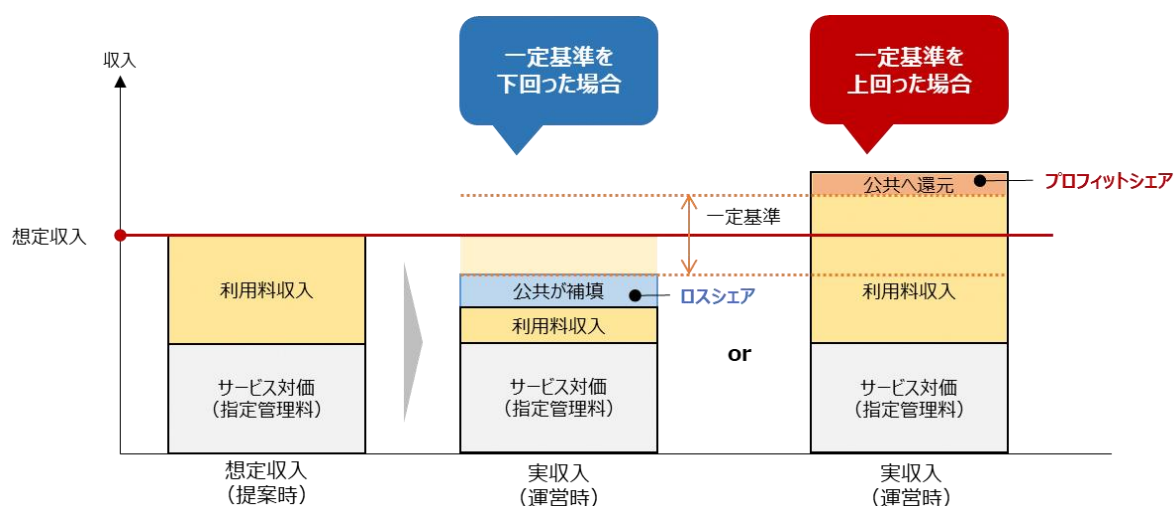 収入
一定基準を
下回った場合
一定基準を
上回った場合
公共へ還元
プロフィットシェア
一定基準
想定収入
利用料収入
公共が補填
ロスシェア
利用料収入
利用料収入
or
サービス対価
(指定管理料)
サービス対価
(指定管理料)
サービス対価
(指定管理料)
想定収入
(提案時)
実収入
(運営時)
実収入
(運営時)